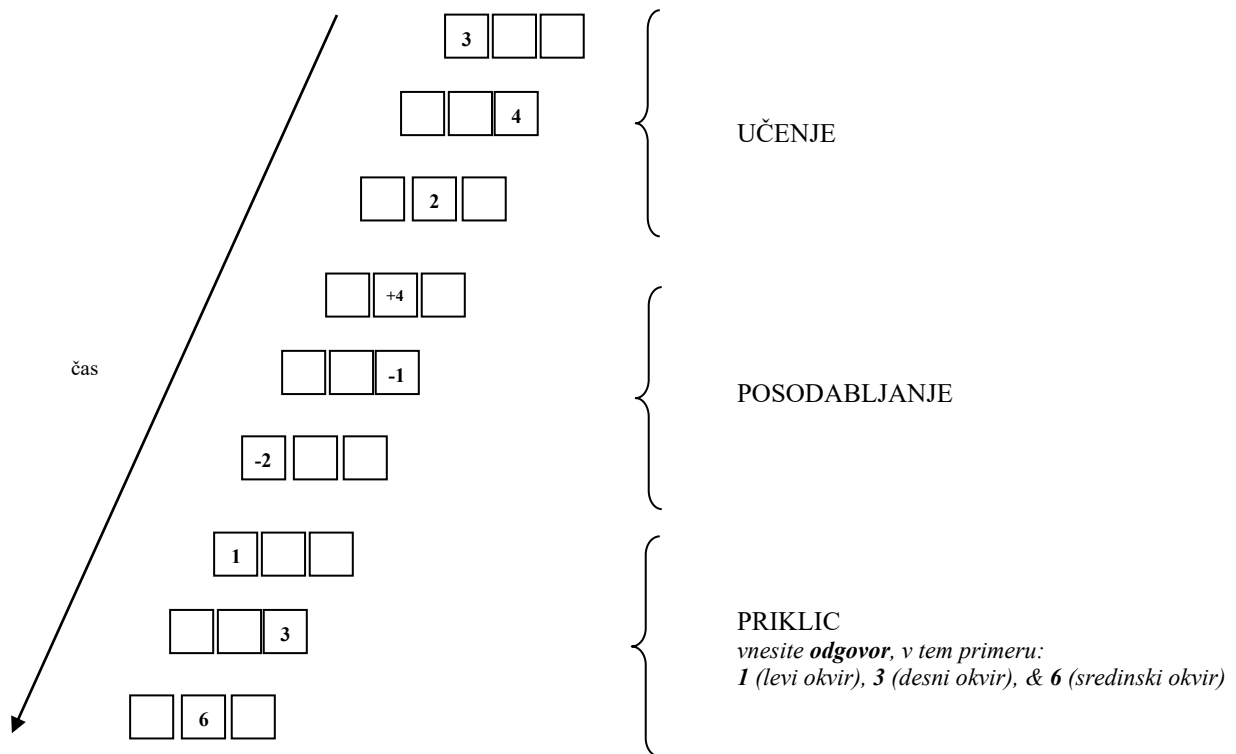 3
4
UČENJE
2
+4
čas
-1
POSODABLJANJE
-2
1
3
PRIKLIC
vnesite odgovor, v tem primeru:
1 (levi okvir), 3 (desni okvir), & 6 (sredinski okvir)
6